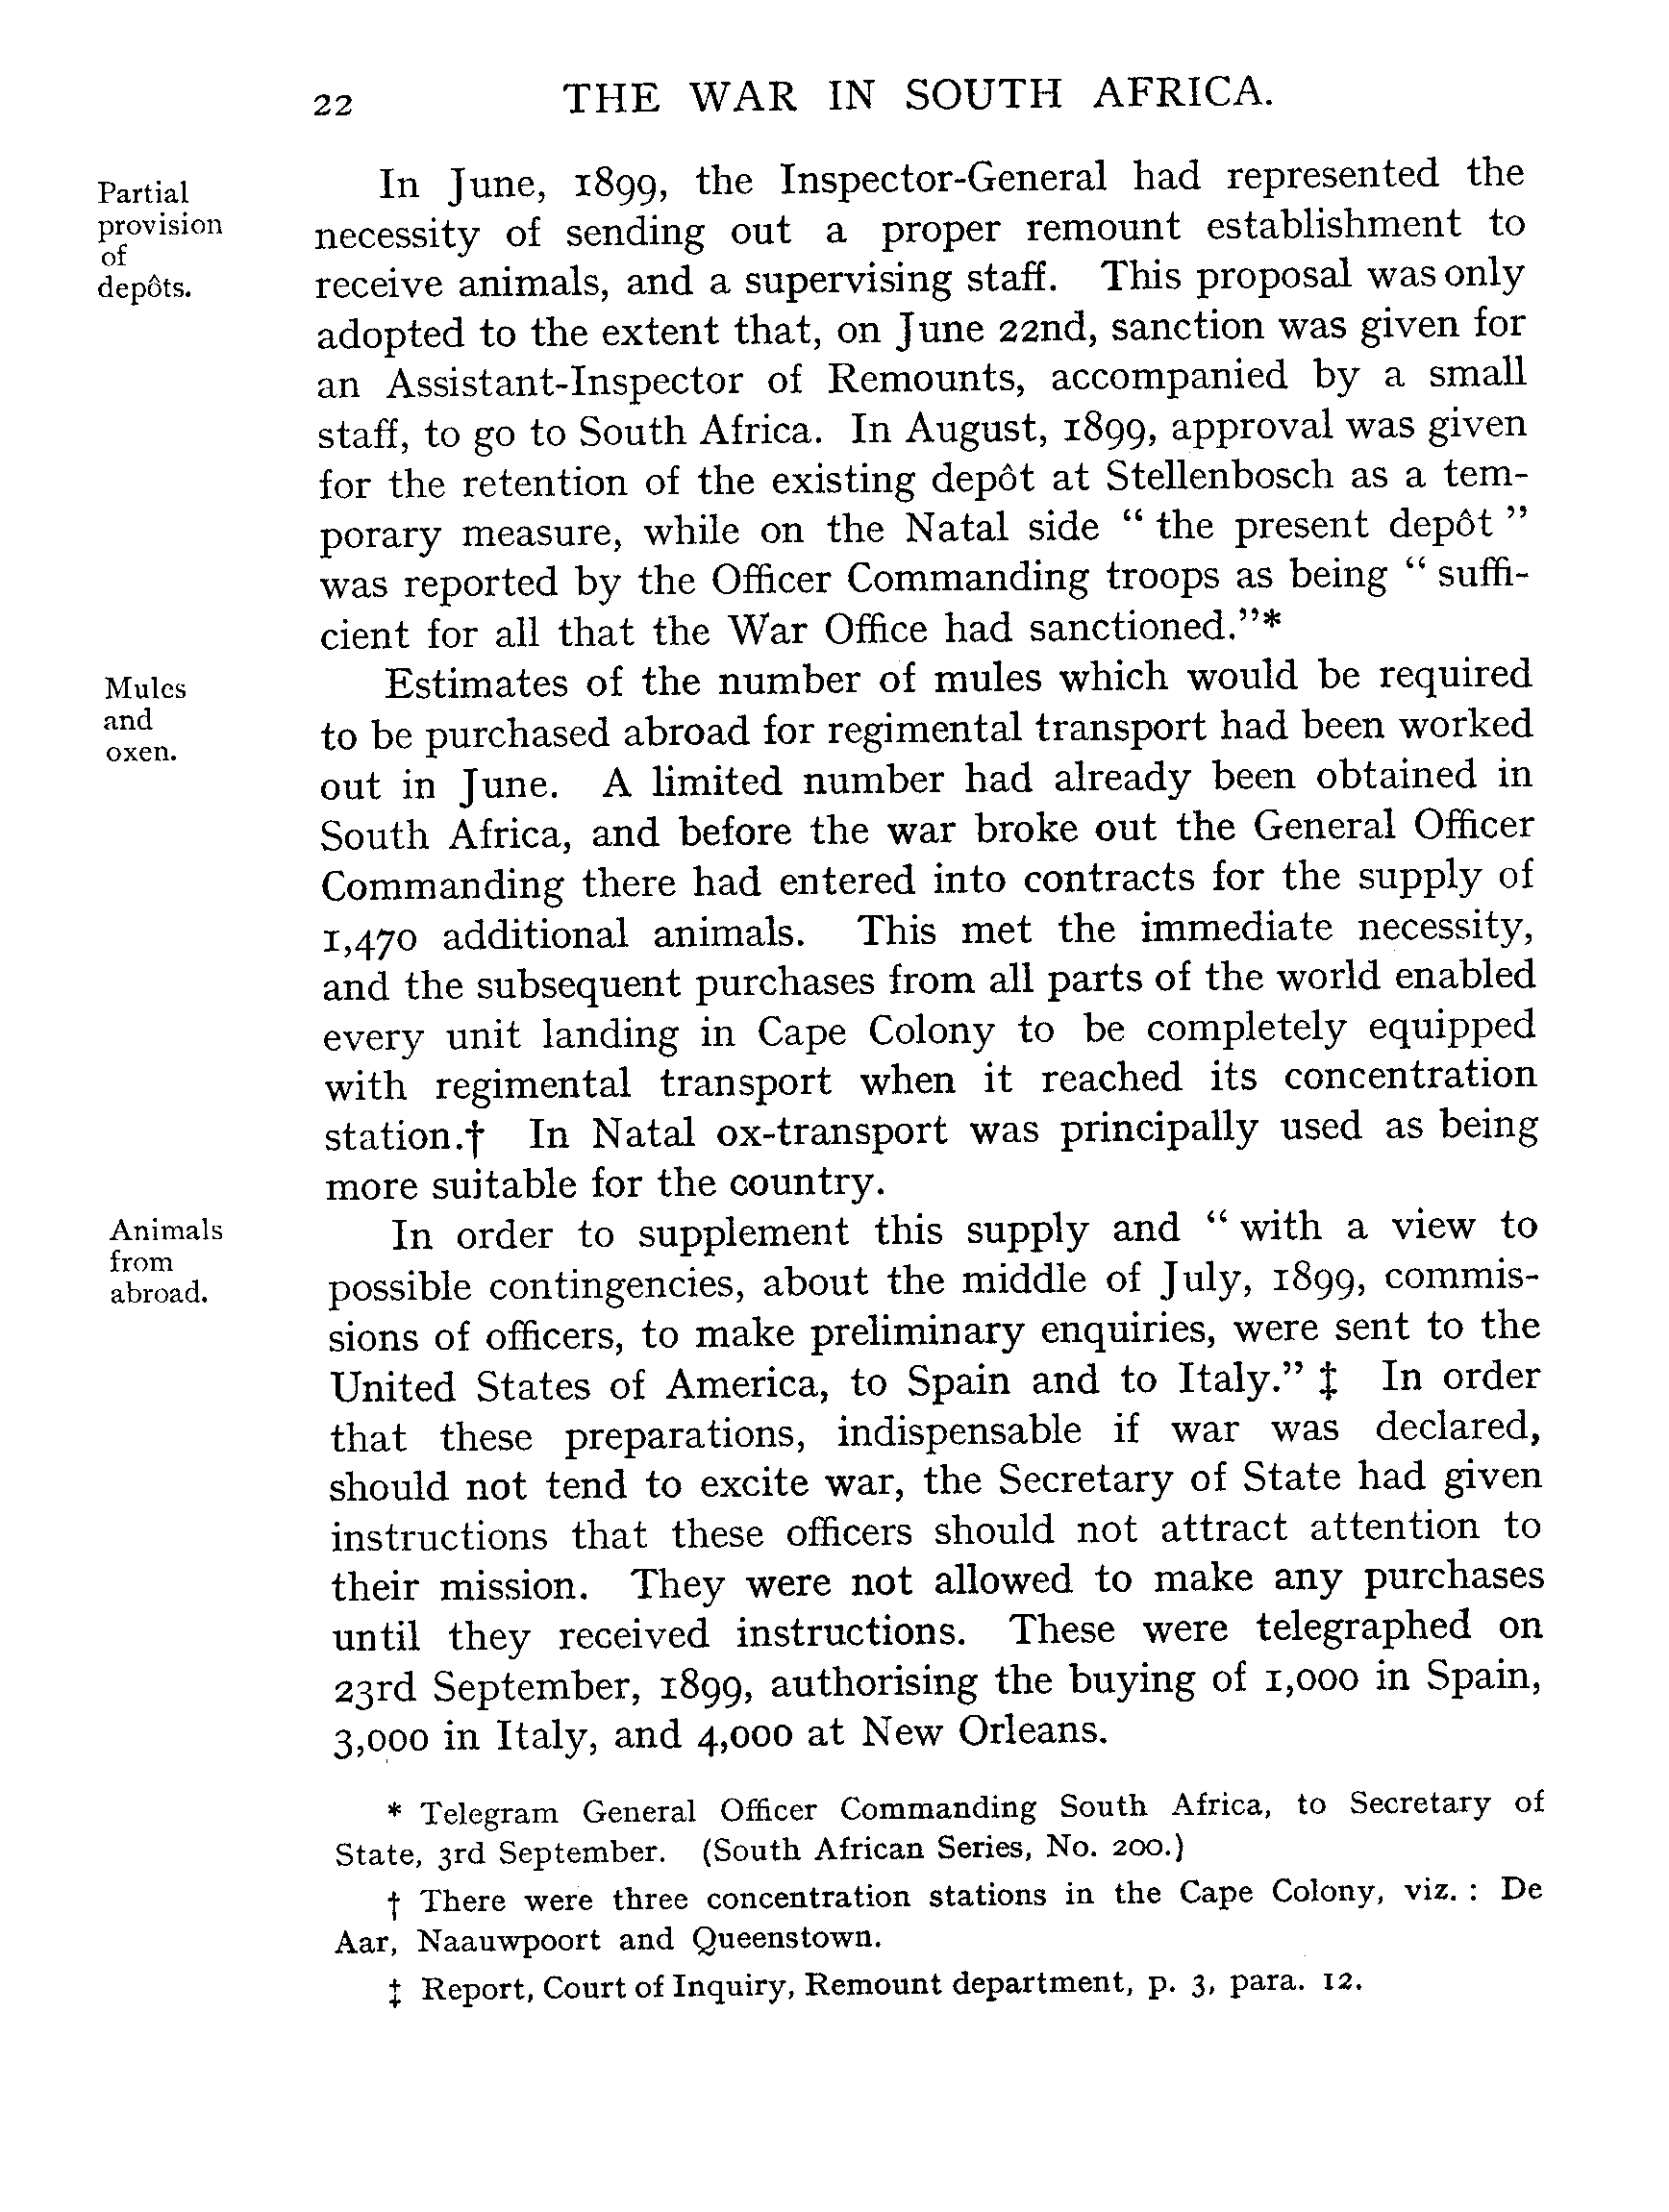 22 THE WAR IN SOUTH AFRICA.
Partial
provision
of
depôts.
In June, 1899, the Inspector-General had represented the
necessity of sending out a proper remount establishment to
receive animals, and a supervising staff. This proposal was only
adopted to the extent that, on June 22nd, sanction was given for
an Assistant-Inspector of Remounts, accompanied by a small
staff, to go to South Africa. In August, 1899, approval was given
for the retention of the existing depôt at Stellenbosch as a tem-
porary measure, while on the Natal side “ the present depôt ”
was reported by the Officer Commanding troops as being “ suffi-
cient for all that the War Office had sanctioned.”*
Mules
and
oxen.
Estimates of the number of mules which would be required
to be purchased abroad for regimental transport had been worked
out in June. A limited number had already been obtained in
South Africa, and before the war broke out the General Officer
Commanding there had entered into contracts for the supply of
1,470 additional animals. This met the immediate necessity,
and the subsequent purchases from all parts of the world enabled
every unit landing in Cape Colony to be completely equipped
with regimental transport when it reached its concentration
station.† In Natal ox-transport was principally used as being
more suitable for the country.
Animals
from
abroad.
In order to supplement this supply and “ with a view to
possible contingencies, about the middle of July, 1899, commis-
sions of officers, to make preliminary enquiries, were sent to the
United States of America, to Spain and to Italy.” ‡ In order
that these preparations, indispensable if war was declared,
should not tend to excite war, the Secretary of State had given
instructions that these officers should not attract attention to
their mission. They were not allowed to make any purchases
until they received instructions. These were telegraphed on
23rd September, 1899, authorising the buying of 1,000 in Spain,
3,000 in Italy, and 4,000 at New Orleans.
* Telegram General Officer Commanding South Africa, to Secretary of
State, 3rd September. (South African Series, No. 200.)
† There were three concentration stations in the Cape Colony, viz. : De
Aar, Naauwpoort and Queenstown.
‡ Report, Court of Inquiry, Remount department, p. 3, para. 12.